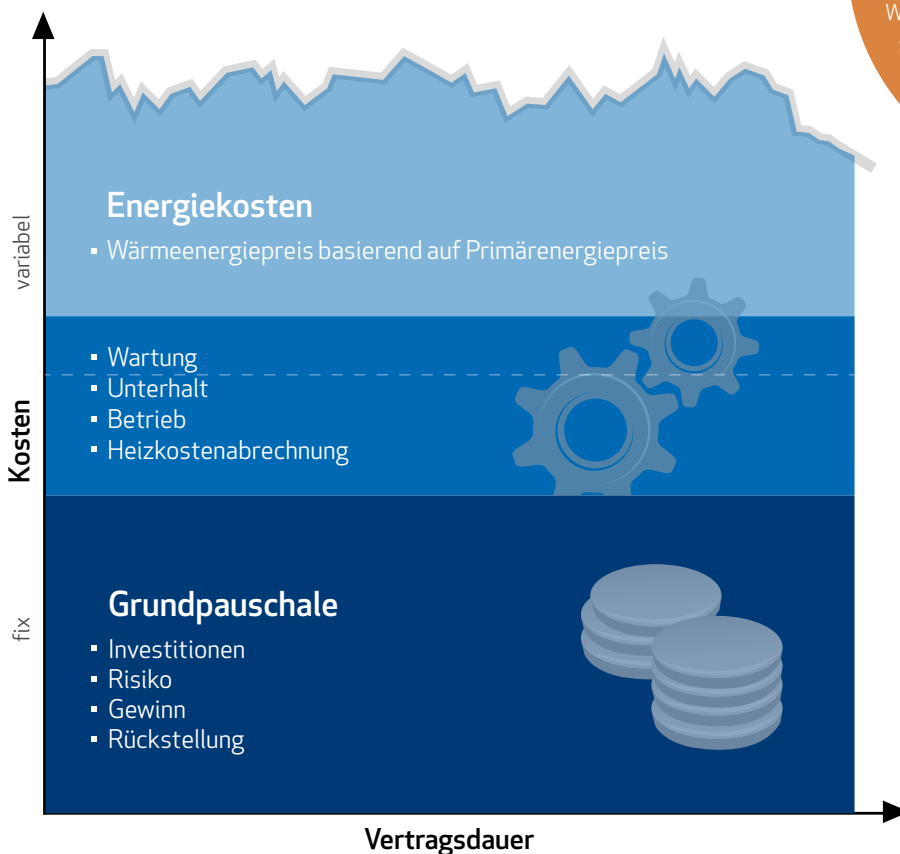 Energiekosten
▪ Wärmeenergiepreis basierend auf Primärenergiepreis
▪ Wartung
▪ Unterhalt
▪ Betrieb
▪ Heizkostenabrechnung
Grundpauschale
▪ Investitionen
▪ Risiko
▪ Gewinn
▪ Rückstellung
variabel
Kosten
fix
Vertragsdauer